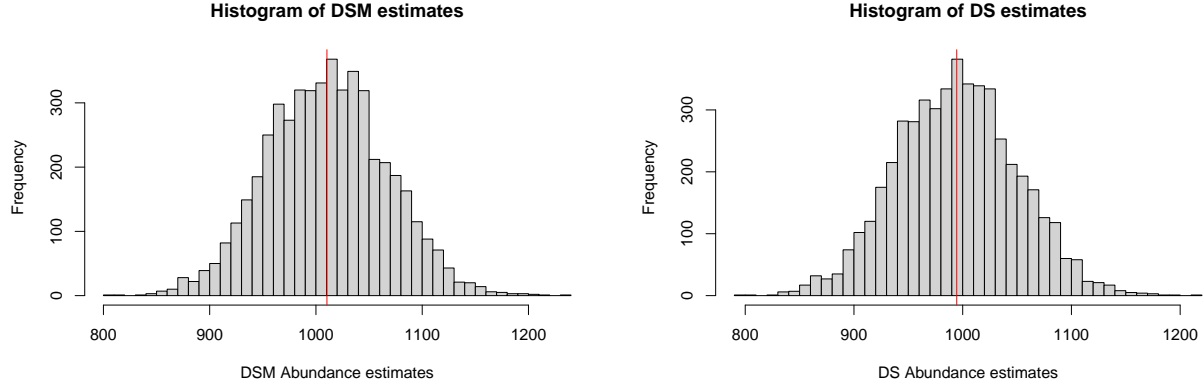 Histogram of DSM estimates
Frequency
0 100 200 300
800 900 1000 1100 1200
DSM Abundance estimates
Histogram of DS estimates
Frequency
0 100 200 300
800 900 1000 1100 1200
DS Abundance estimates